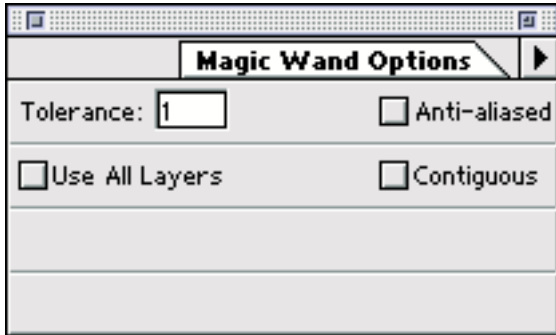 Magic Wand Options
Tolerance: 1 Anti-aliased
Use All Layers Contiguous